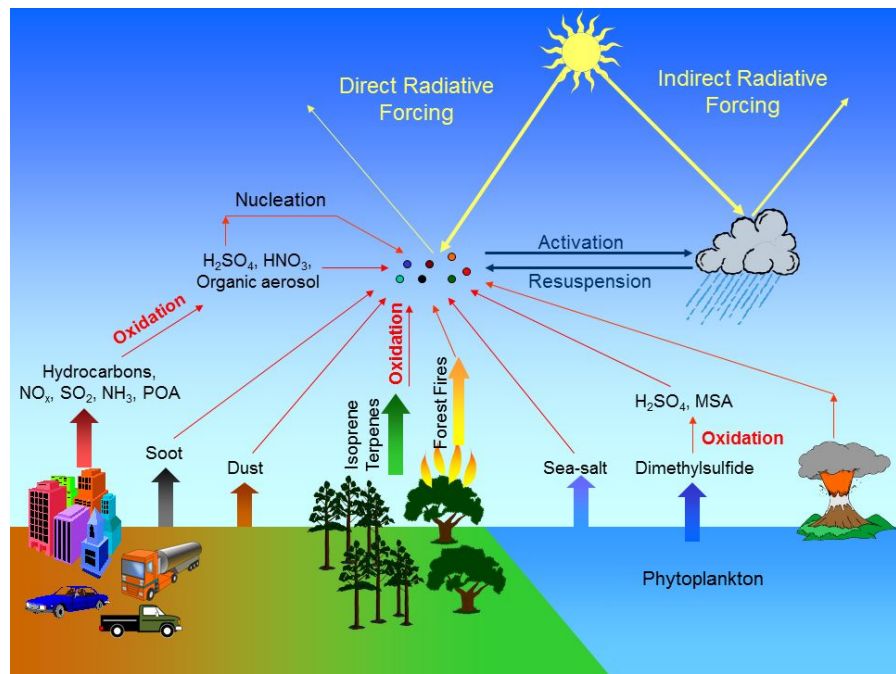 Direct Radiative
Forcing
Indirect Radiative
Forcing
Nucleation
H₂SO₄, HNO₃,
Organic aerosol
Activation
Resuspension
Oxidation
Hydrocarbons,
NOₓ, SO₂, NH₃, POA
Oxidation
Isoprene
Terpenes
Forest Fires
H₂SO₄, MSA
Oxidation
Soot
Dust
Sea-salt
Dimethylsulfide
Phytoplankton